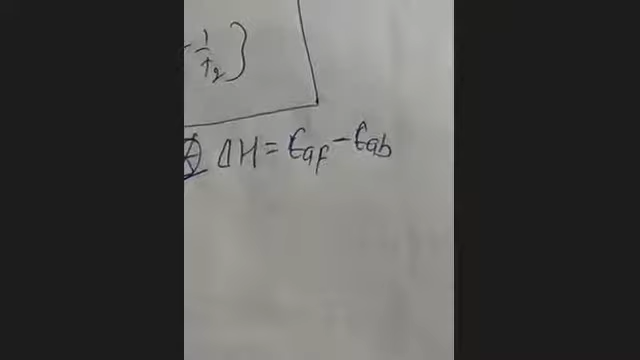 - 1/T2}
ΔH = Eaf - Eab